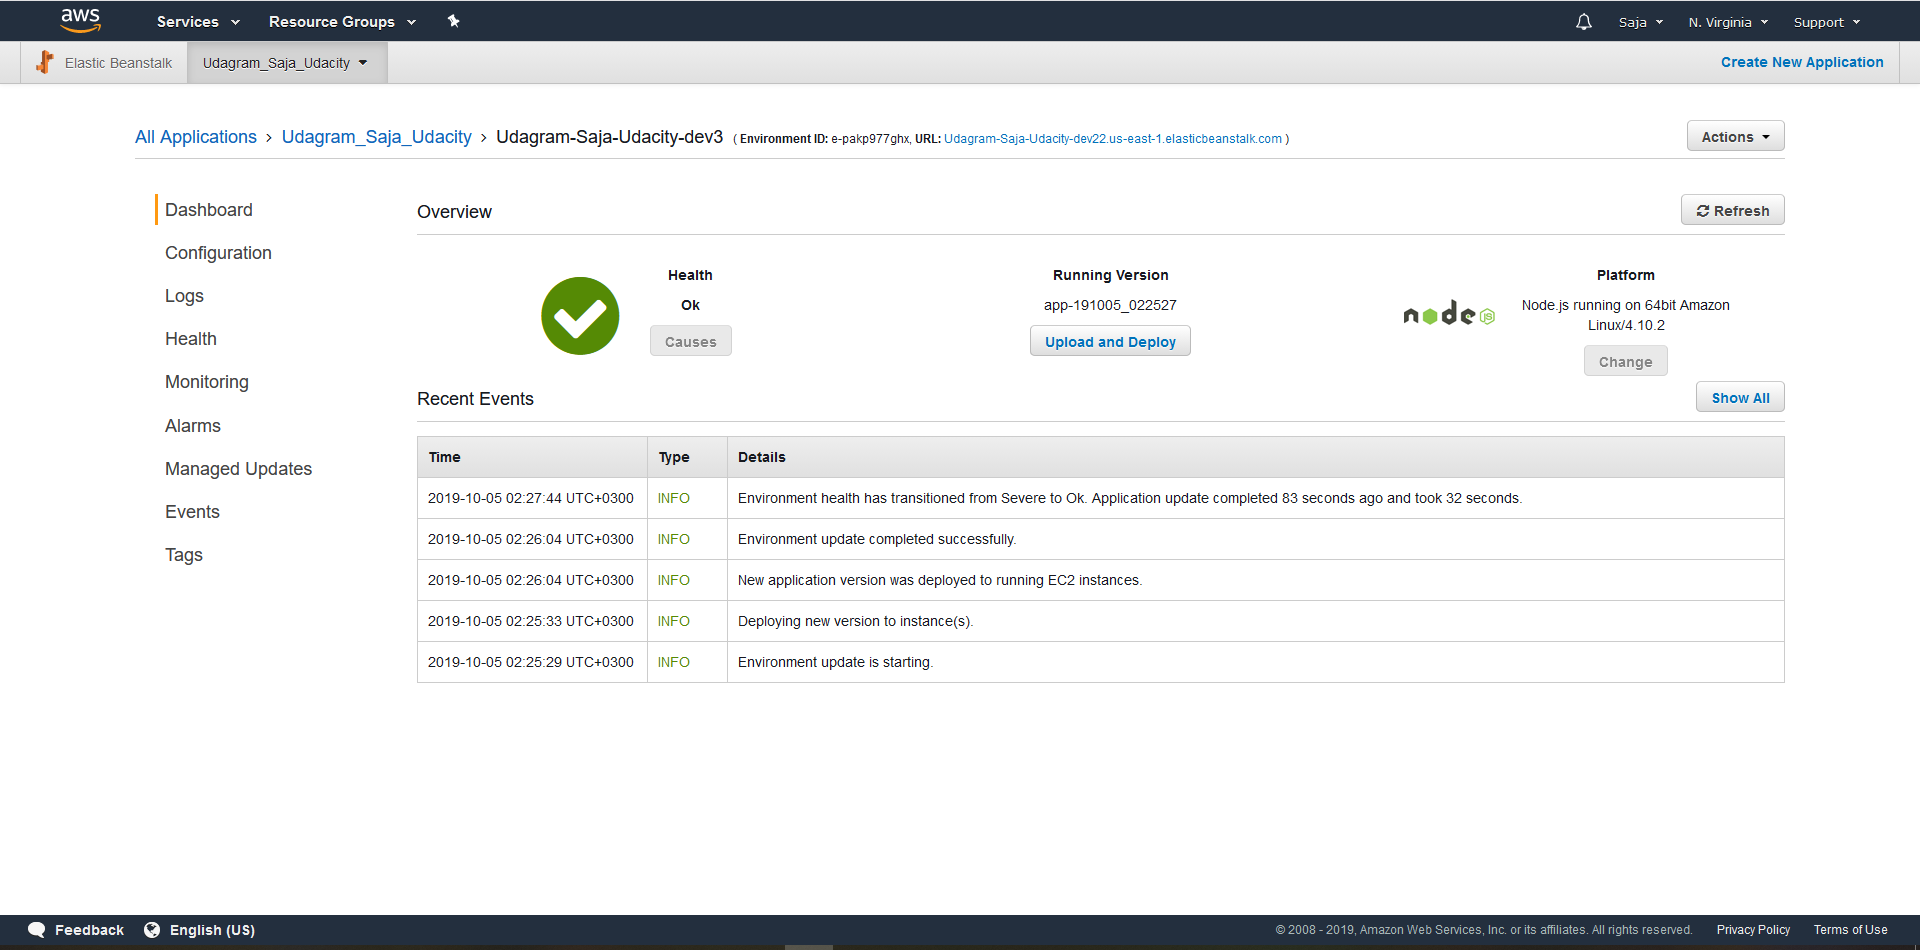 aws Services Resource Groups Saja N. Virginia Support
Elastic Beanstalk Udagram_Saja_Udacity Create New Application
All Applications > Udagram_Saja_Udacity > Udagram-Saja-Udacity-dev3 ( Environment ID: e-pakp977ghx, URL: Udagram-Saja-Udacity-dev22.us-east-1.elasticbeanstalk.com ) Actions
Dashboard
Configuration
Logs
Health
Monitoring
Alarms
Managed Updates
Events
Tags
Overview Refresh
Health
Ok
Causes
Running Version
app-191005_022527
Upload and Deploy
node JS
Platform
Node.js running on 64bit Amazon
Linux/4.10.2
Change
Recent Events Show All
Time Type Details
2019-10-05 02:27:44 UTC+0300 INFO Environment health has transitioned from Severe to Ok. Application update completed 83 seconds ago and took 32 seconds.
2019-10-05 02:26:04 UTC+0300 INFO Environment update completed successfully.
2019-10-05 02:26:04 UTC+0300 INFO New application version was deployed to running EC2 instances.
2019-10-05 02:25:33 UTC+0300 INFO Deploying new version to instance(s).
2019-10-05 02:25:29 UTC+0300 INFO Environment update is starting.
Feedback English (US) © 2008 - 2019, Amazon Web Services, Inc. or its affiliates. All rights reserved. Privacy Policy Terms of Use